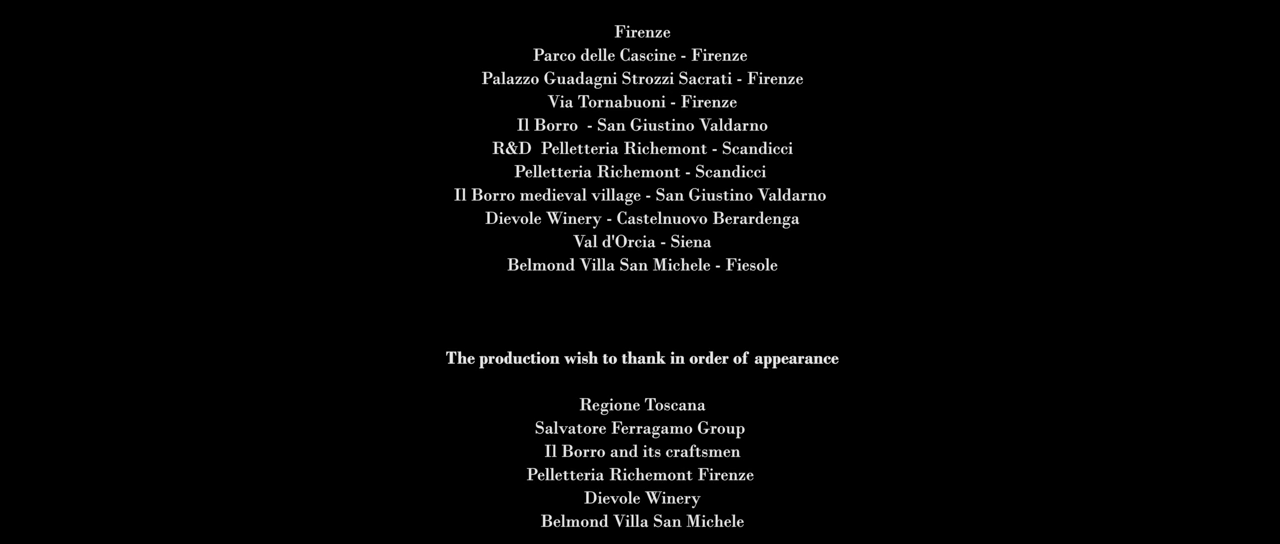 Firenze
Parco delle Cascine - Firenze
Palazzo Guadagni Strozzi Sacrati - Firenze
Via Tornabuoni - Firenze
Il Borro  - San Giustino Valdarno
R&D  Pelletteria Richemont - Scandicci
Pelletteria Richemont - Scandicci
Il Borro medieval village - San Giustino Valdarno
Dievole Winery - Castelnuovo Berardenga
Val d'Orcia - Siena
Belmond Villa San Michele - Fiesole
The production wish to thank in order of appearance
Regione Toscana
Salvatore Ferragamo Group
Il Borro and its craftsmen
Pelletteria Richemont Firenze
Dievole Winery
Belmond Villa San Michele